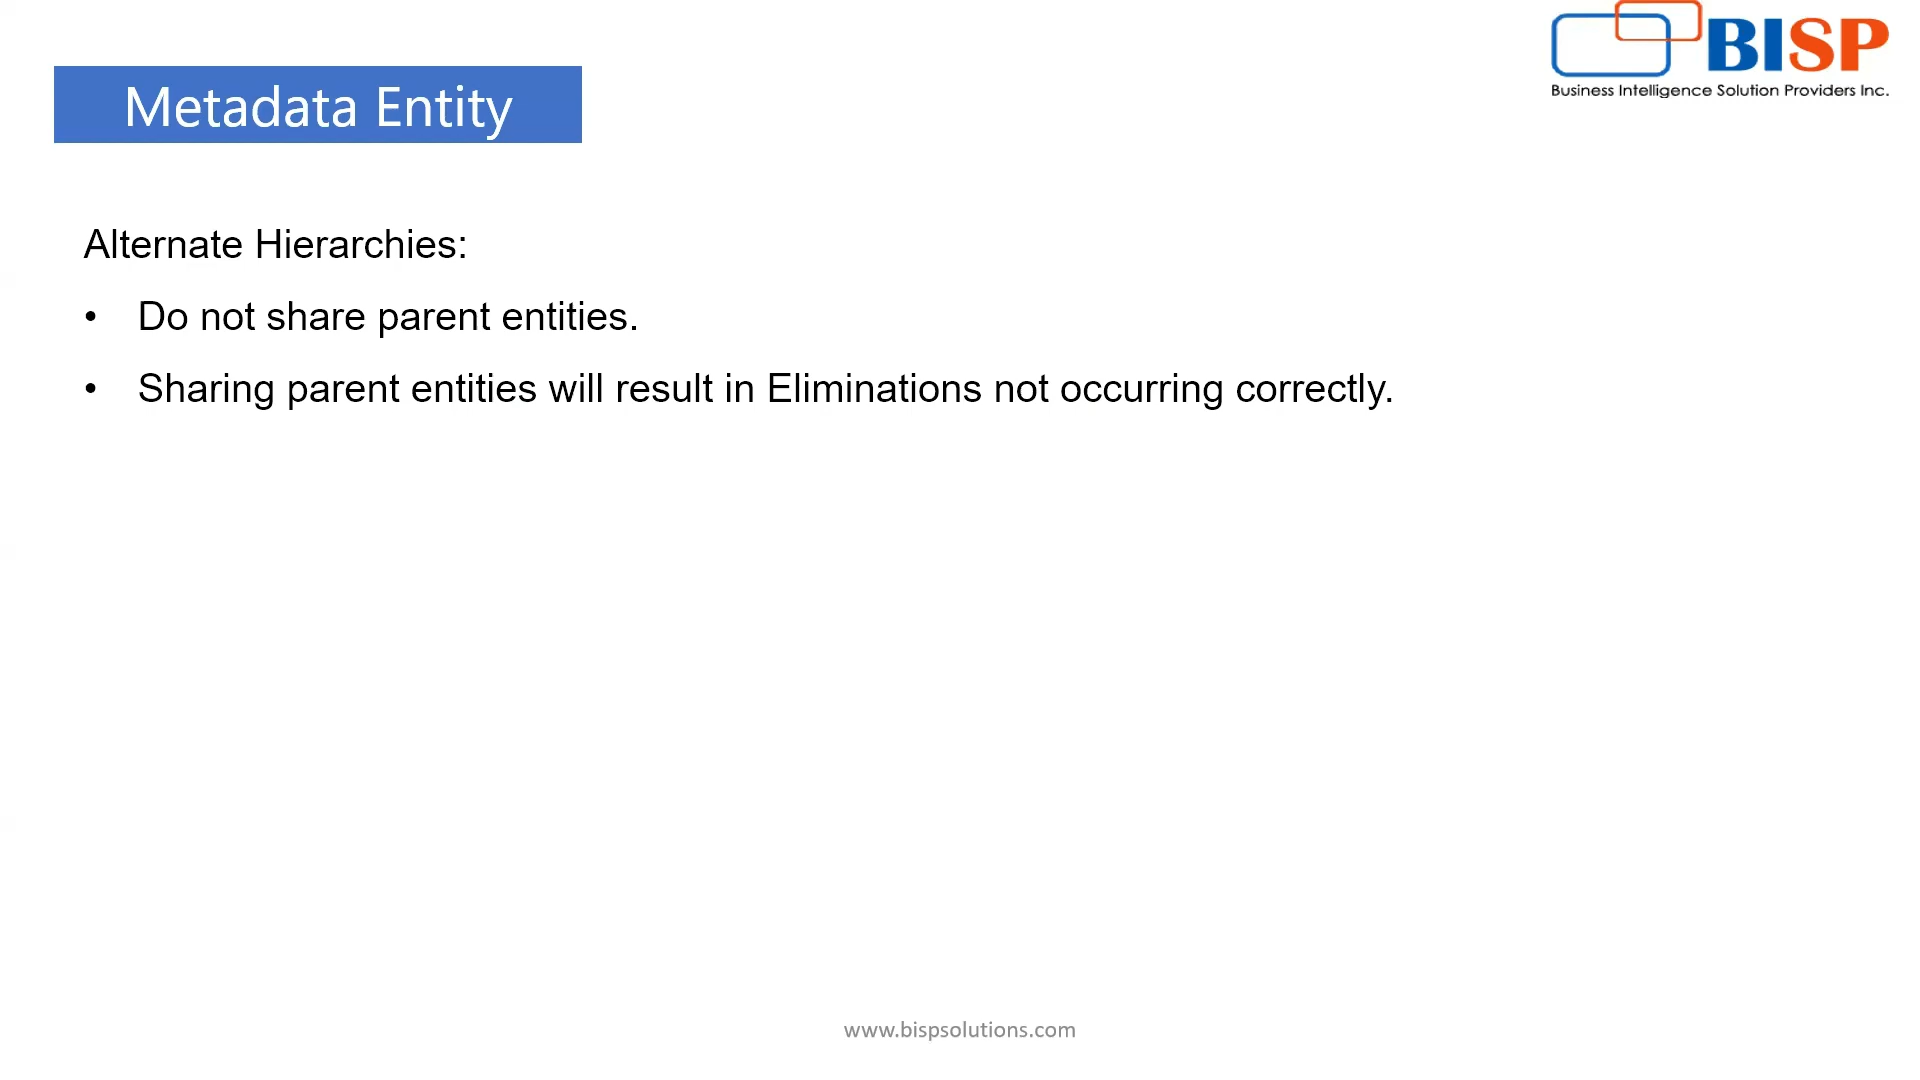 BISP
Business Intelligence Solution Providers Inc.
Metadata Entity
Alternate Hierarchies:
• Do not share parent entities.
• Sharing parent entities will result in Eliminations not occurring correctly.
www.bispsolutions.com